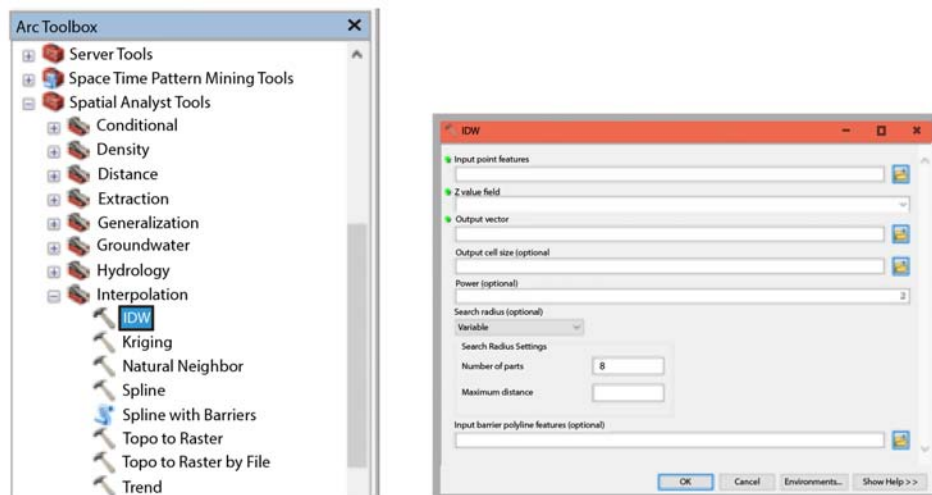 Arc Toolbox
Server Tools
Space Time Pattern Mining Tools
Spatial Analyst Tools
Conditional
Density
Distance
Extraction
Generalization
Groundwater
Hydrology
Interpolation
IDW
Kriging
Natural Neighbor
Spline
Spline with Barriers
Topo to Raster
Topo to Raster by File
Trend
IDW
Input point features
Z value field
Output vector
Output cell size (optional
Power (optional)
2
Search radius (optional)
Variable
Search Radius Settings
Number of parts 8
Maximum distance
Input barrier polyline features (optional)
OK Cancel Environments... Show Help >>